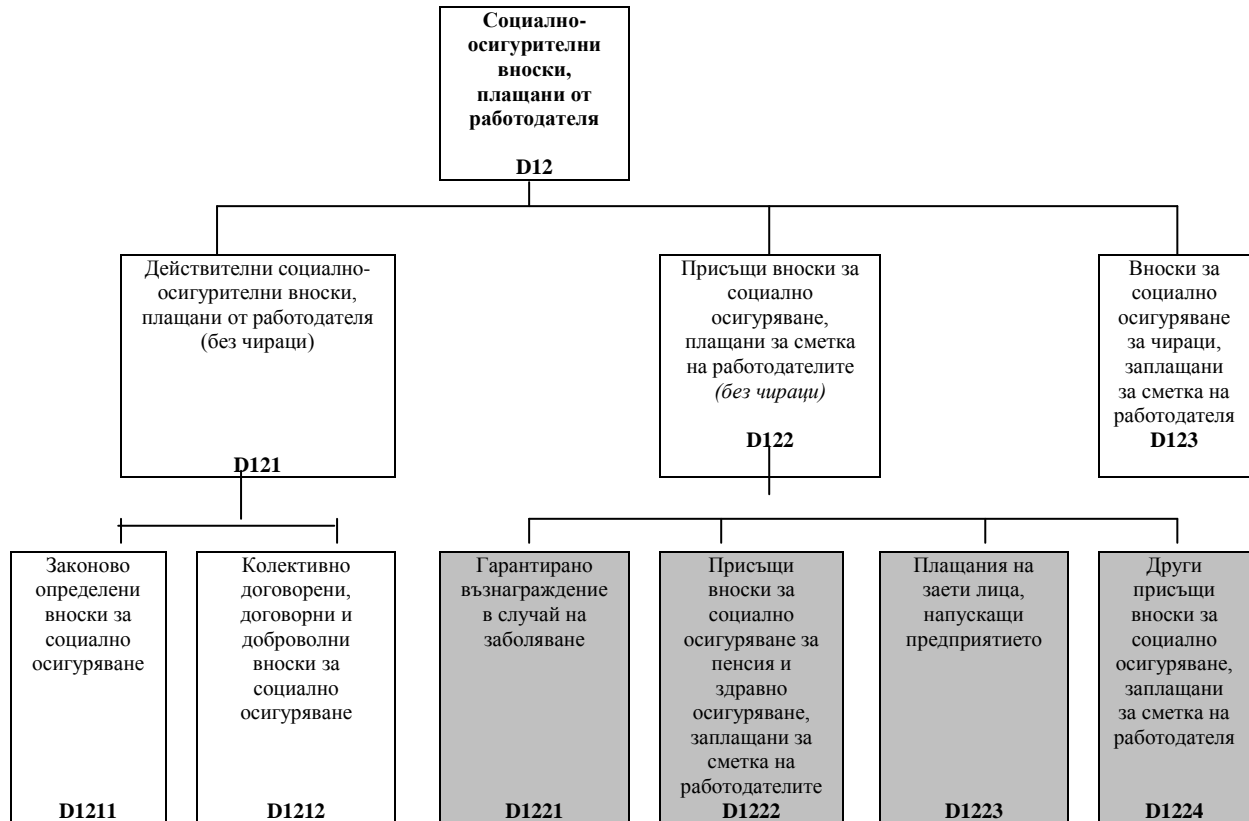 Социално-
осигурителни
вноски,
плащани от
работодателя
D12
Действителни социално-
осигурителни вноски,
плащани от работодателя
(без чираци)
D121
Присъщи вноски за
социално
осигуряване,
плащани за сметка
на работодателите
(без чираци)
D122
Вноски за
социално
осигуряване
за чираци,
заплащани
за сметка на
работодателя
D123
Законово
определени
вноски за
социално
осигуряване
D1211
Колективно
договорени,
договорни и
доброволни
вноски за
социално
осигуряване
D1212
Гарантирано
възнаграждение
в случай на
заболяване
D1221
Присъщи
вноски за
социално
осигуряване за
пенсия и
здравно
осигуряване,
заплащани за
сметка на
работодателите
D1222
Плащания на
заети лица,
напускащи
предприятието
D1223
Други
присъщи
вноски за
социално
осигуряване,
заплащани
за сметка на
работодателя
D1224